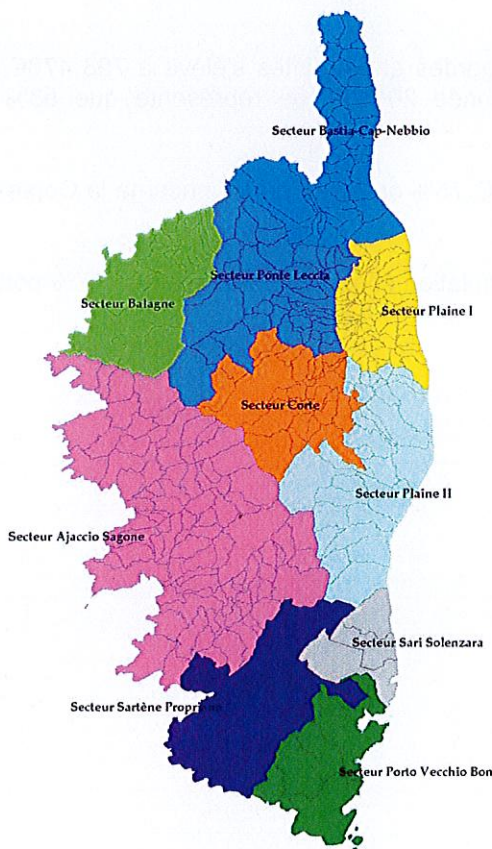 Secteur Bastia-Cap-Nebbio
Secteur Ponte Leccia
Secteur Balagne
Secteur Plaine I
Secteur Corte
Secteur Plaine II
Secteur Ajaccio Sagone
Secteur Sari Solenzara
Secteur Sartène Propriano
Secteur Porto Vecchio Bon